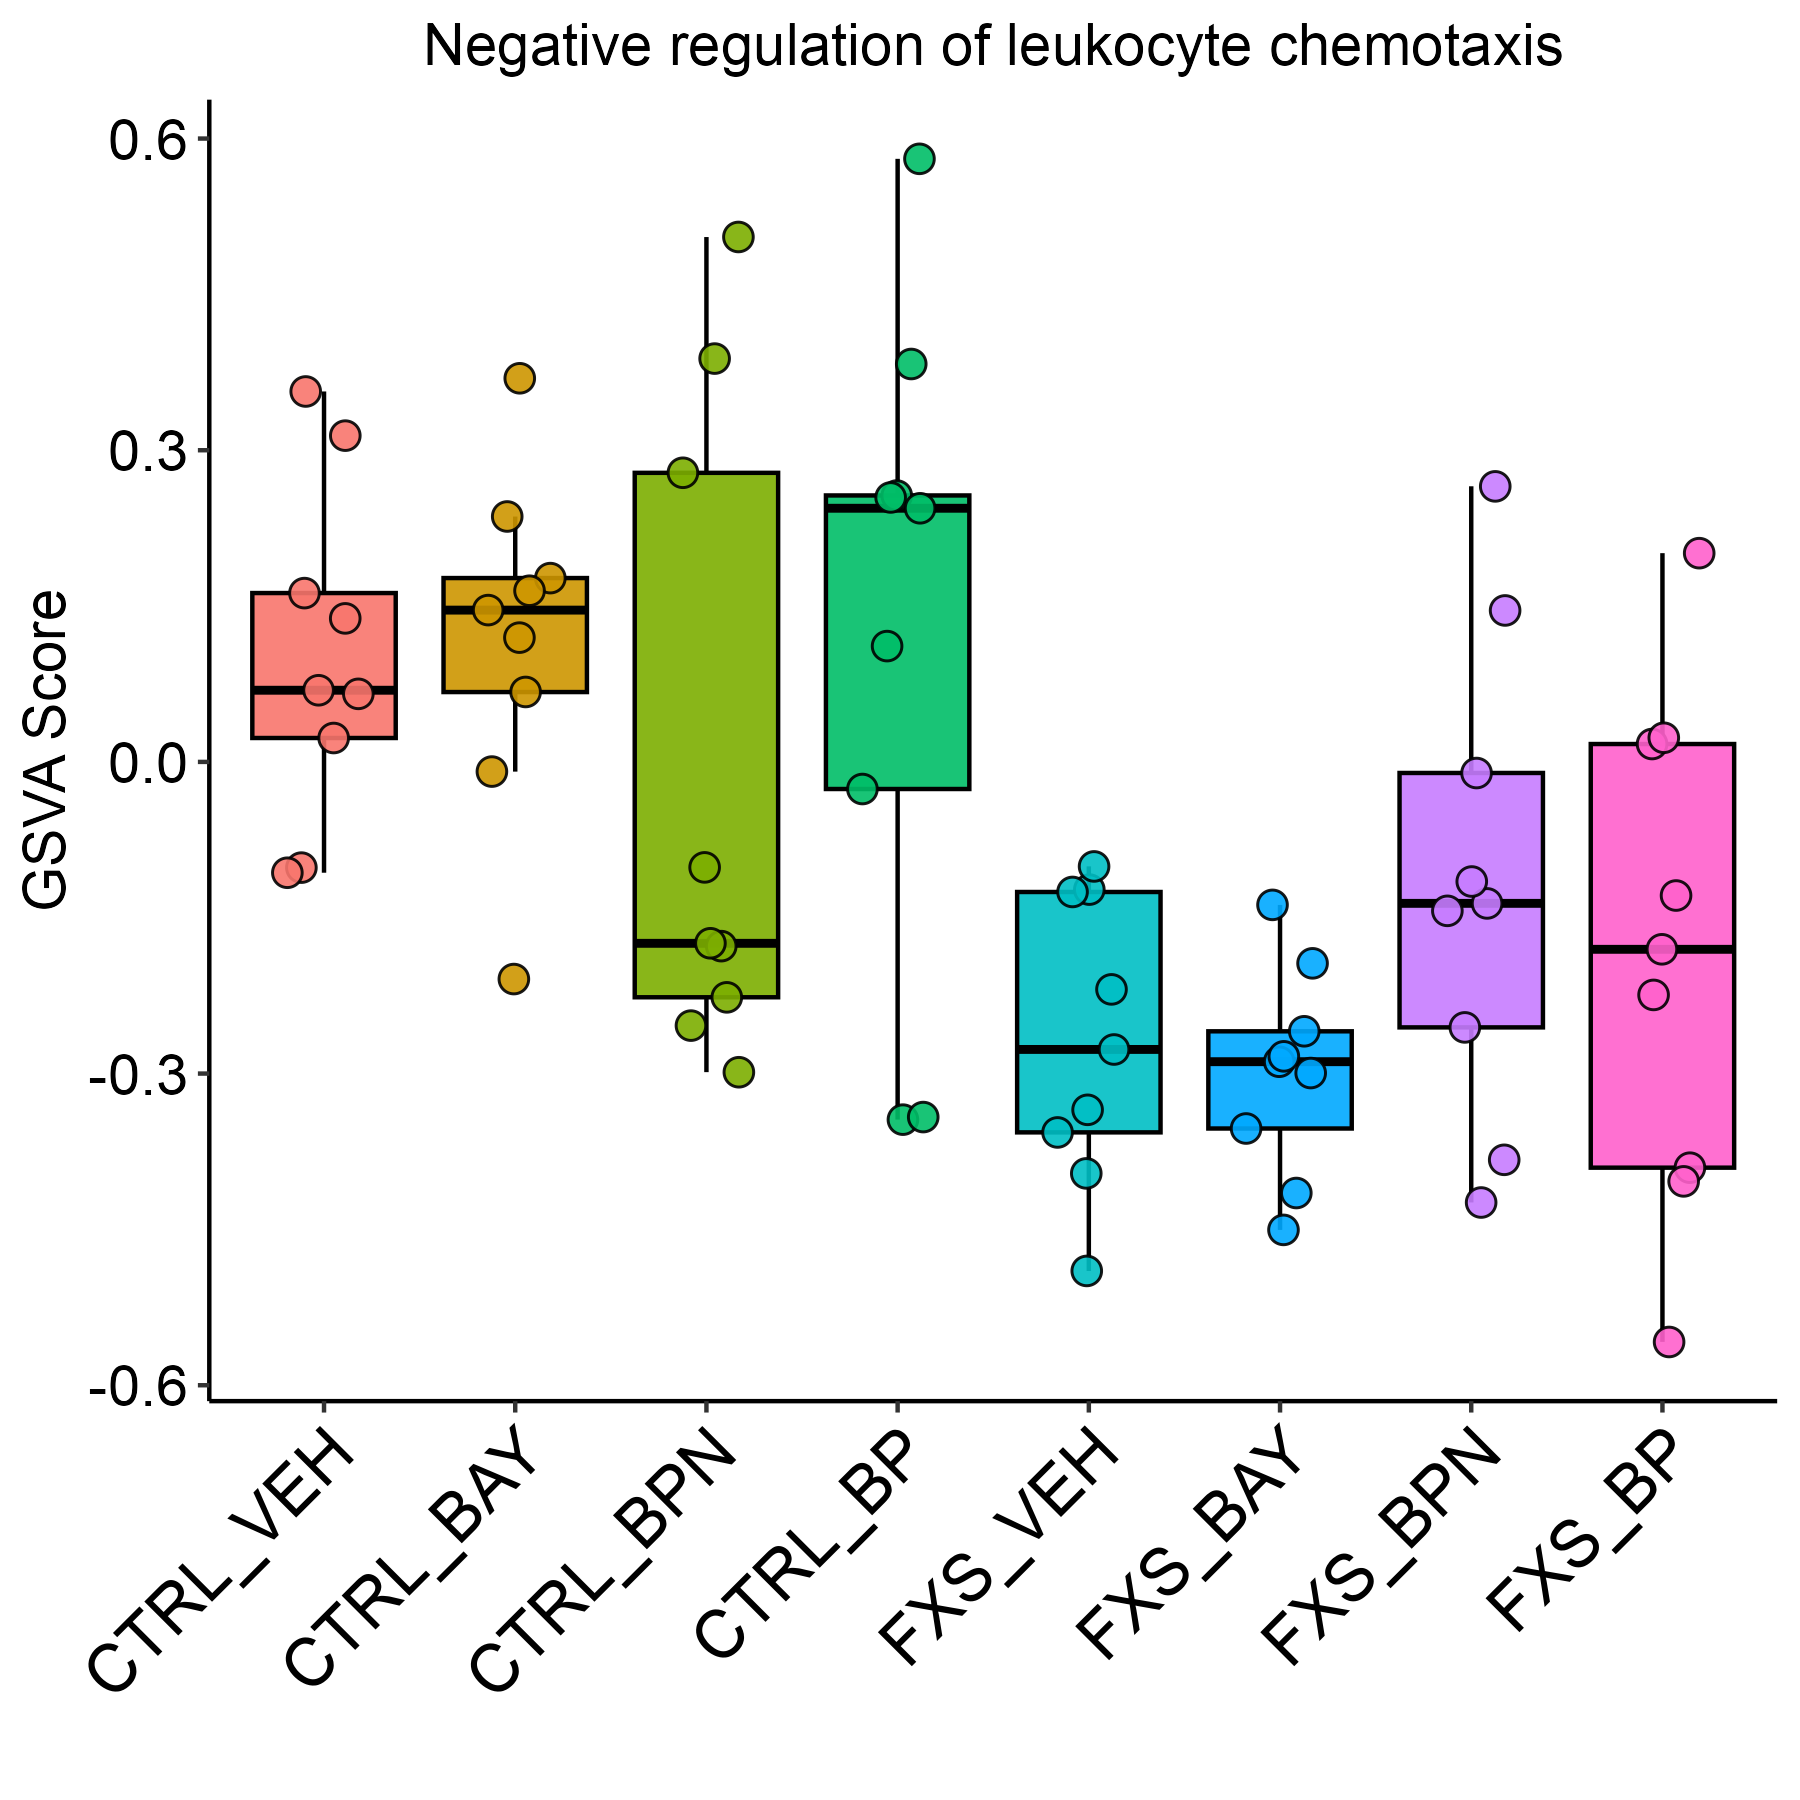 Negative regulation of leukocyte chemotaxis
GSVA Score
0.6
0.3
0.0
-0.3
-0.6
CTRL_VEH
CTRL_BAY
CTRL_BPN
CTRL_BP
FXS_VEH
FXS_BAY
FXS_BPN
FXS_BP